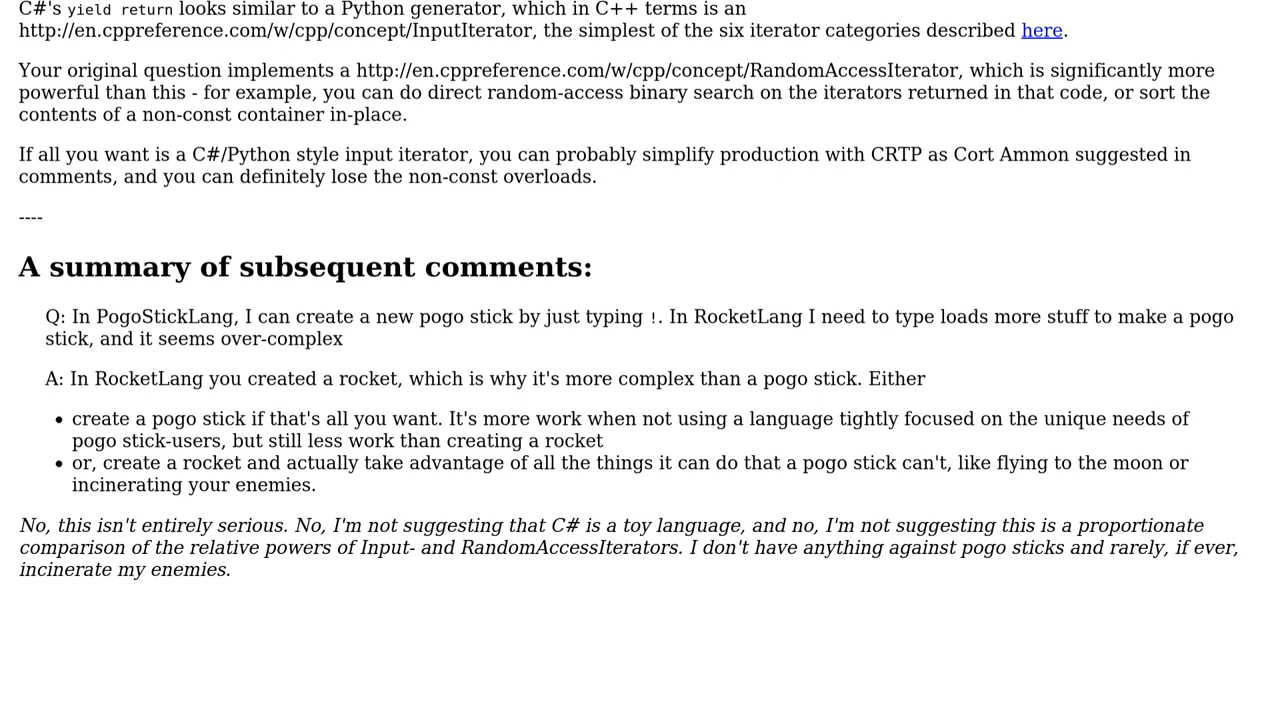 C#'s yield return looks similar to a Python generator, which in C++ terms is an
http://en.cppreference.com/w/cpp/concept/InputIterator, the simplest of the six iterator categories described here.
Your original question implements a http://en.cppreference.com/w/cpp/concept/RandomAccessIterator, which is significantly more
powerful than this - for example, you can do direct random-access binary search on the iterators returned in that code, or sort the
contents of a non-const container in-place.
If all you want is a C#/Python style input iterator, you can probably simplify production with CRTP as Cort Ammon suggested in
comments, and you can definitely lose the non-const overloads.
----
A summary of subsequent comments:
Q: In PogoStickLang, I can create a new pogo stick by just typing !. In RocketLang I need to type loads more stuff to make a pogo
stick, and it seems over-complex
A: In RocketLang you created a rocket, which is why it's more complex than a pogo stick. Either
• create a pogo stick if that's all you want. It's more work when not using a language tightly focused on the unique needs of
pogo stick-users, but still less work than creating a rocket
• or, create a rocket and actually take advantage of all the things it can do that a pogo stick can't, like flying to the moon or
incinerating your enemies.
No, this isn't entirely serious. No, I'm not suggesting that C# is a toy language, and no, I'm not suggesting this is a proportionate
comparison of the relative powers of Input- and RandomAccessIterators. I don't have anything against pogo sticks and rarely, if ever,
incinerate my enemies.